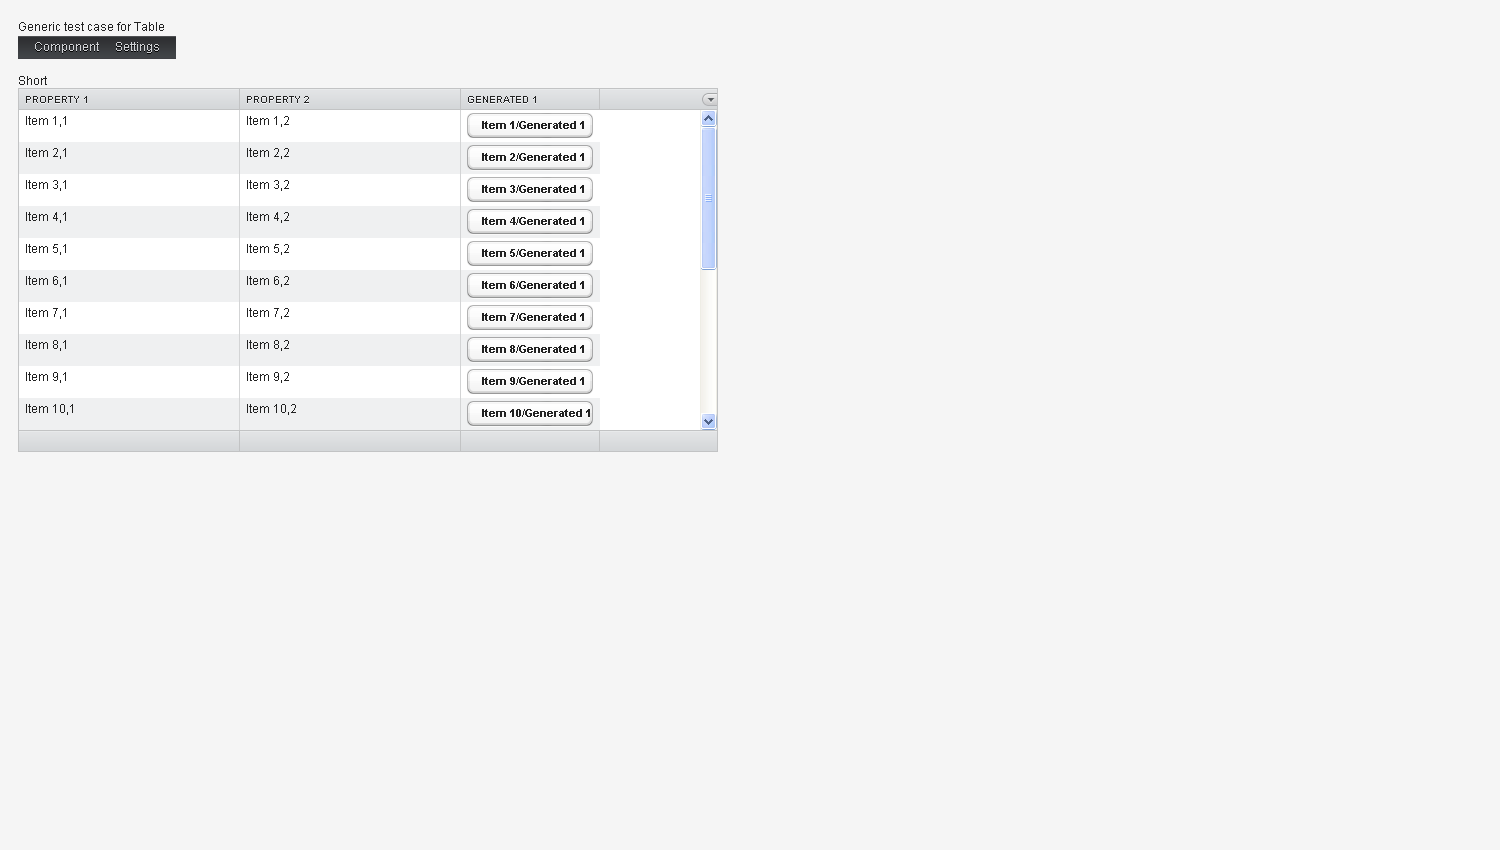 Generic test case for Table
Component Settings
Short
PROPERTY 1 PROPERTY 2 GENERATED 1
Item 1,1 Item 1,2 Item 1/Generated 1
Item 2,1 Item 2,2 Item 2/Generated 1
Item 3,1 Item 3,2 Item 3/Generated 1
Item 4,1 Item 4,2 Item 4/Generated 1
Item 5,1 Item 5,2 Item 5/Generated 1
Item 6,1 Item 6,2 Item 6/Generated 1
Item 7,1 Item 7,2 Item 7/Generated 1
Item 8,1 Item 8,2 Item 8/Generated 1
Item 9,1 Item 9,2 Item 9/Generated 1
Item 10,1 Item 10,2 Item 10/Generated 1